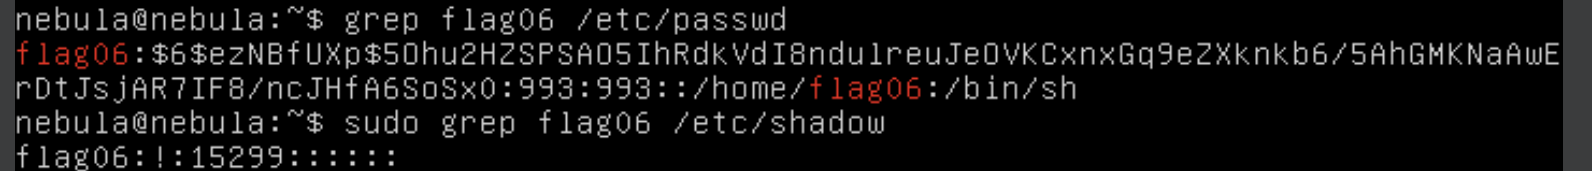 nebula@nebula:~$ grep flag06 /etc/passwd
flag06:$6$ezNBfUXp$50hu2HZSPSAO5IhRdkVdI8ndulreuJeOVKCxnxGq9eZXknkb6/5AhGMKNaAwE
rDtJsjAR7IF8/ncJHfA6SoSx0:993:993::/home/flag06:/bin/sh
nebula@nebula:~$ sudo grep flag06 /etc/shadow
flag06:!:15299::::::